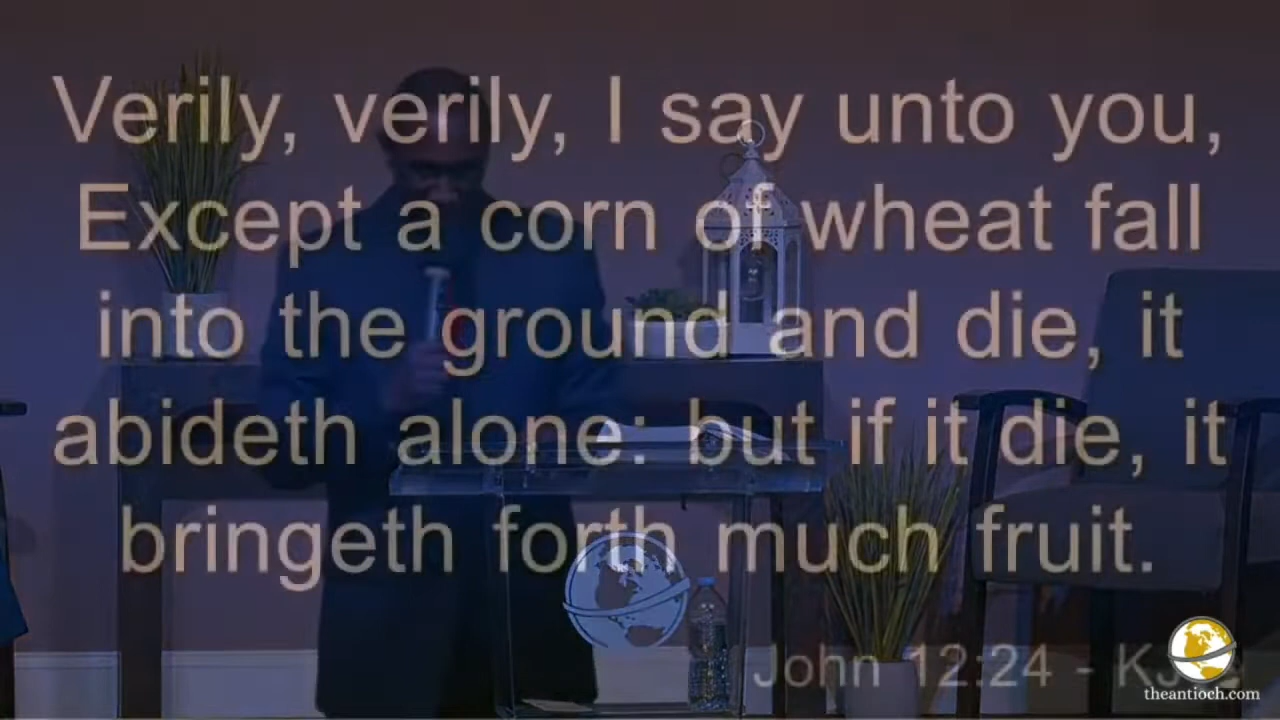 Verily, verily, I say unto you,
Except a corn of wheat fall
into the ground and die, it
abideth alone: but if it die, it
bringeth forth much fruit.
John 12:24 -
theantioch.com